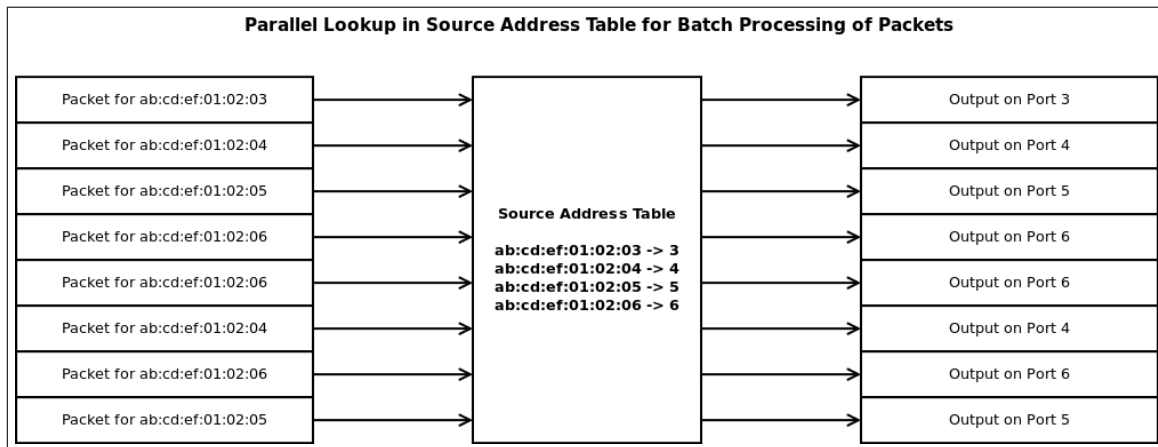 Parallel Lookup in Source Address Table for Batch Processing of Packets
Packet for ab:cd:ef:01:02:03
Packet for ab:cd:ef:01:02:04
Packet for ab:cd:ef:01:02:05
Packet for ab:cd:ef:01:02:06
Packet for ab:cd:ef:01:02:06
Packet for ab:cd:ef:01:02:04
Packet for ab:cd:ef:01:02:06
Packet for ab:cd:ef:01:02:05
Source Address Table
ab:cd:ef:01:02:03 -> 3
ab:cd:ef:01:02:04 -> 4
ab:cd:ef:01:02:05 -> 5
ab:cd:ef:01:02:06 -> 6
Output on Port 3
Output on Port 4
Output on Port 5
Output on Port 6
Output on Port 6
Output on Port 4
Output on Port 6
Output on Port 5